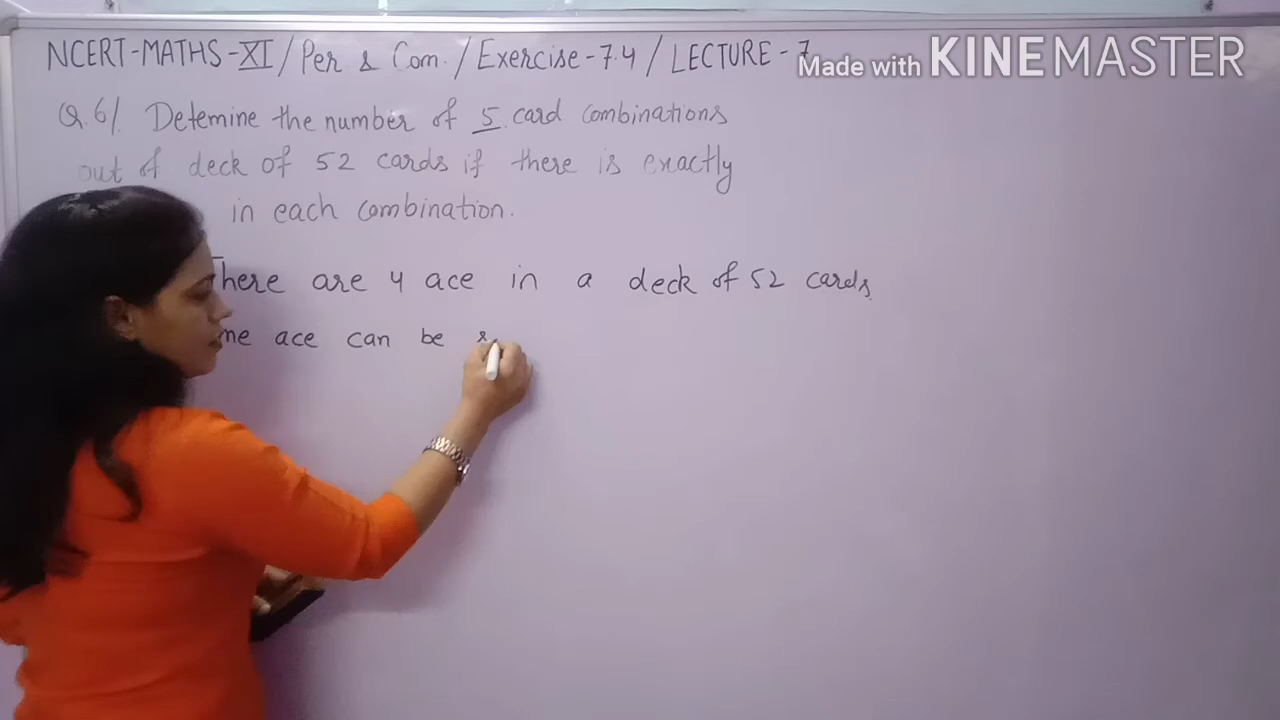 NCERT-MATHS-XI / Per & Com. / Exercise-7.4 / LECTURE-7
Made with KINEMASTER
Q.6/. Detemine the number of 5 card combinations
out of deck of 52 cards if there is exactly
in each combination.
There are 4 ace in a deck of 52 cards
ace can be